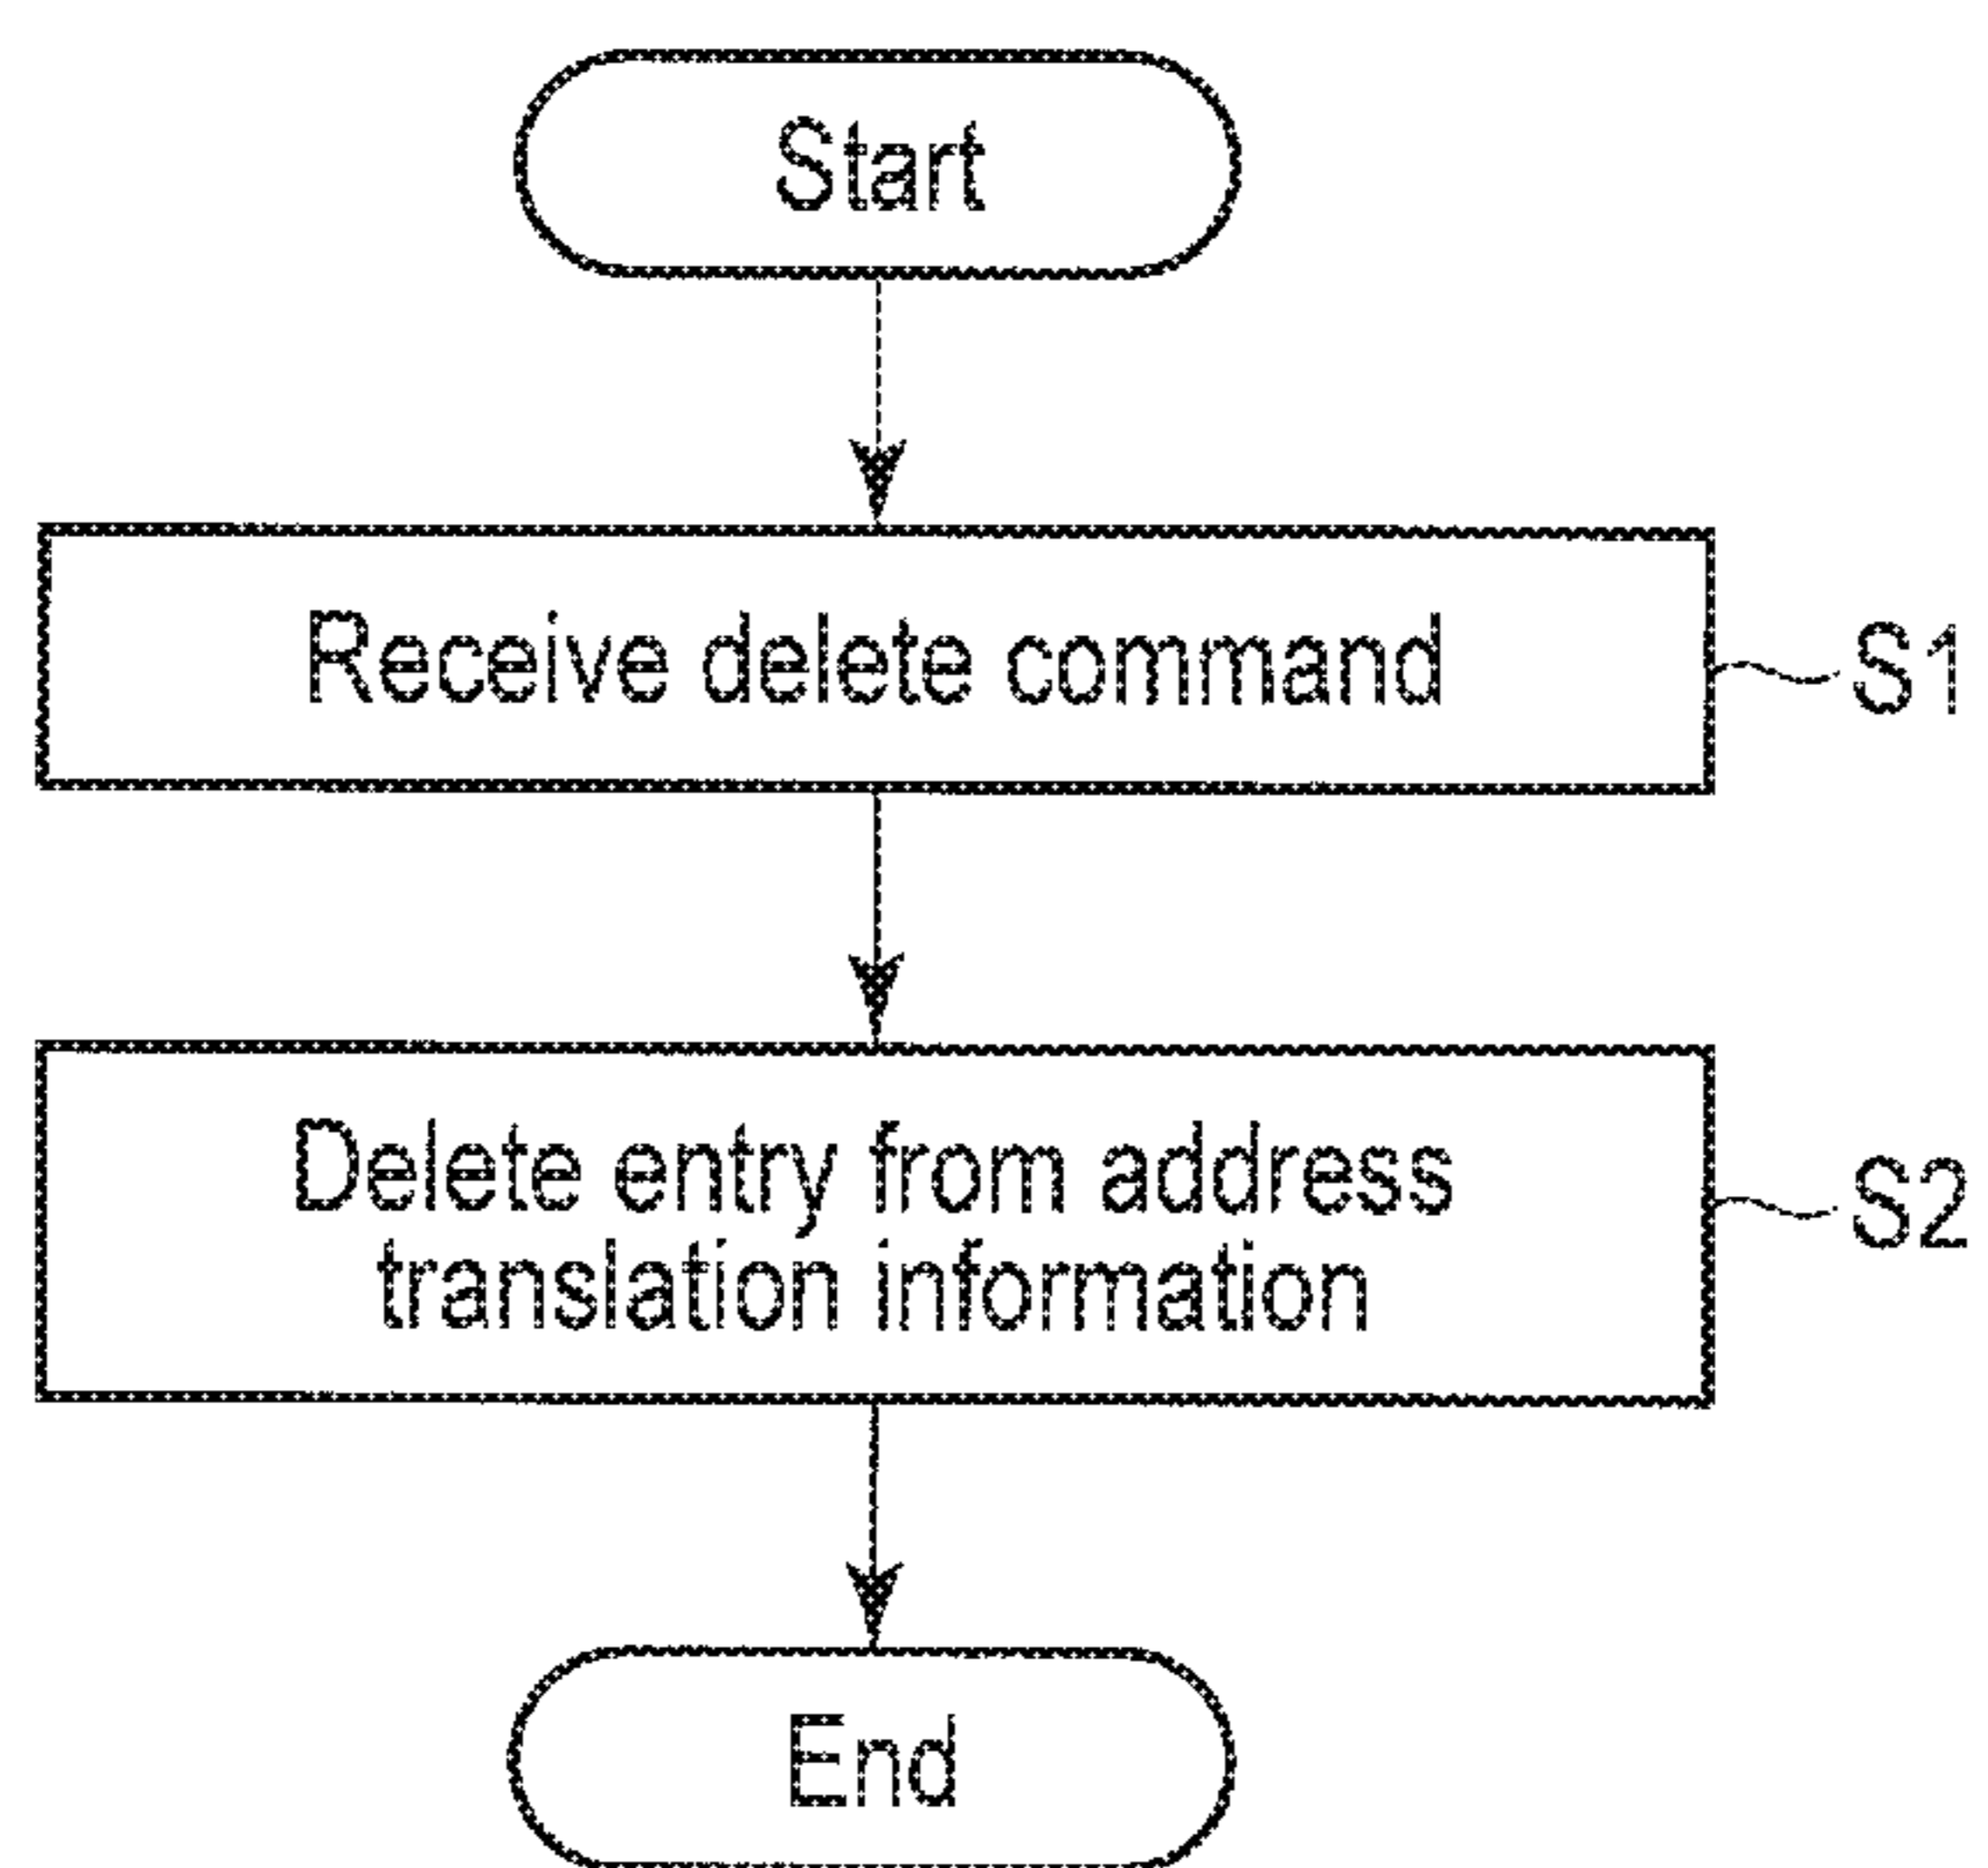 Start
Receive delete command
S1
Delete entry from address
translation information
S2
End